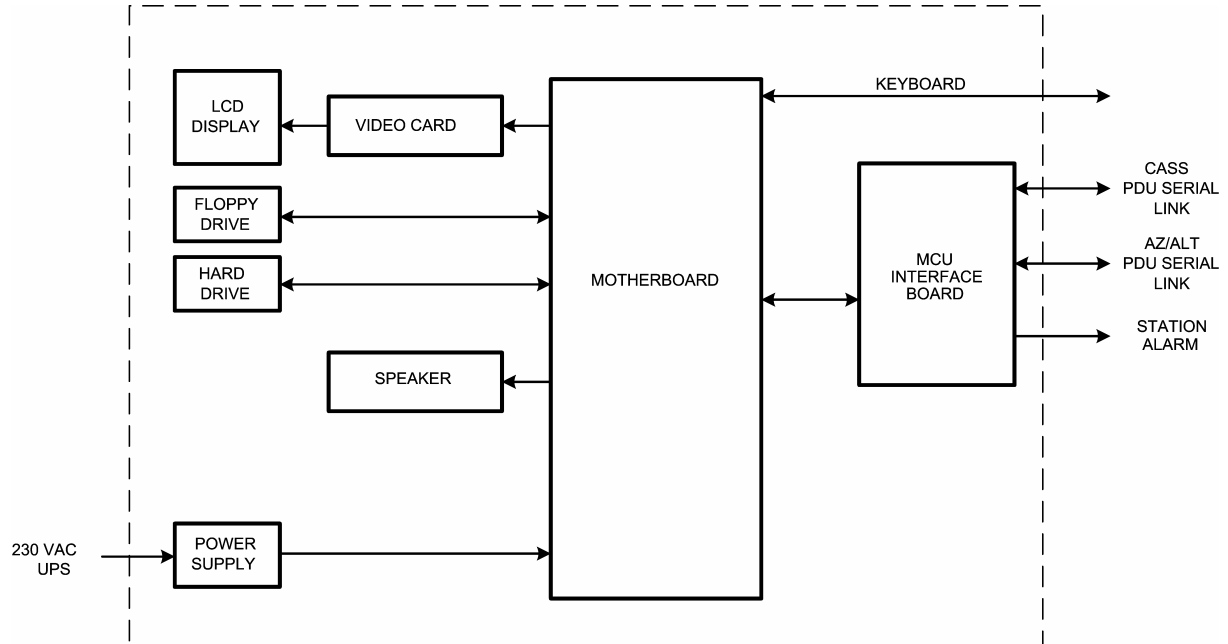 KEYBOARD
LCD
DISPLAY
VIDEO CARD
CASS
PDU SERIAL
LINK
FLOPPY
DRIVE
AZ/ALT
PDU SERIAL
LINK
HARD
DRIVE
MOTHERBOARD
MCU
INTERFACE
BOARD
STATION
ALARM
SPEAKER
230 VAC
UPS
POWER
SUPPLY